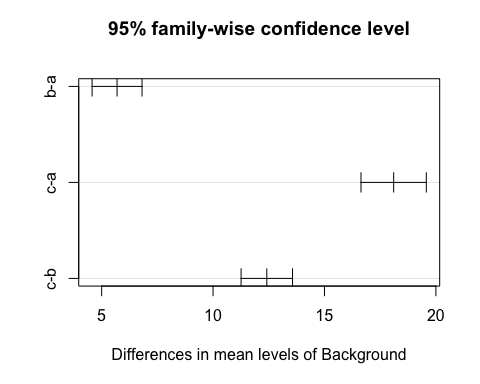 95% family-wise confidence level
b-a
c-a
c-b
5 10 15 20
Differences in mean levels of Background